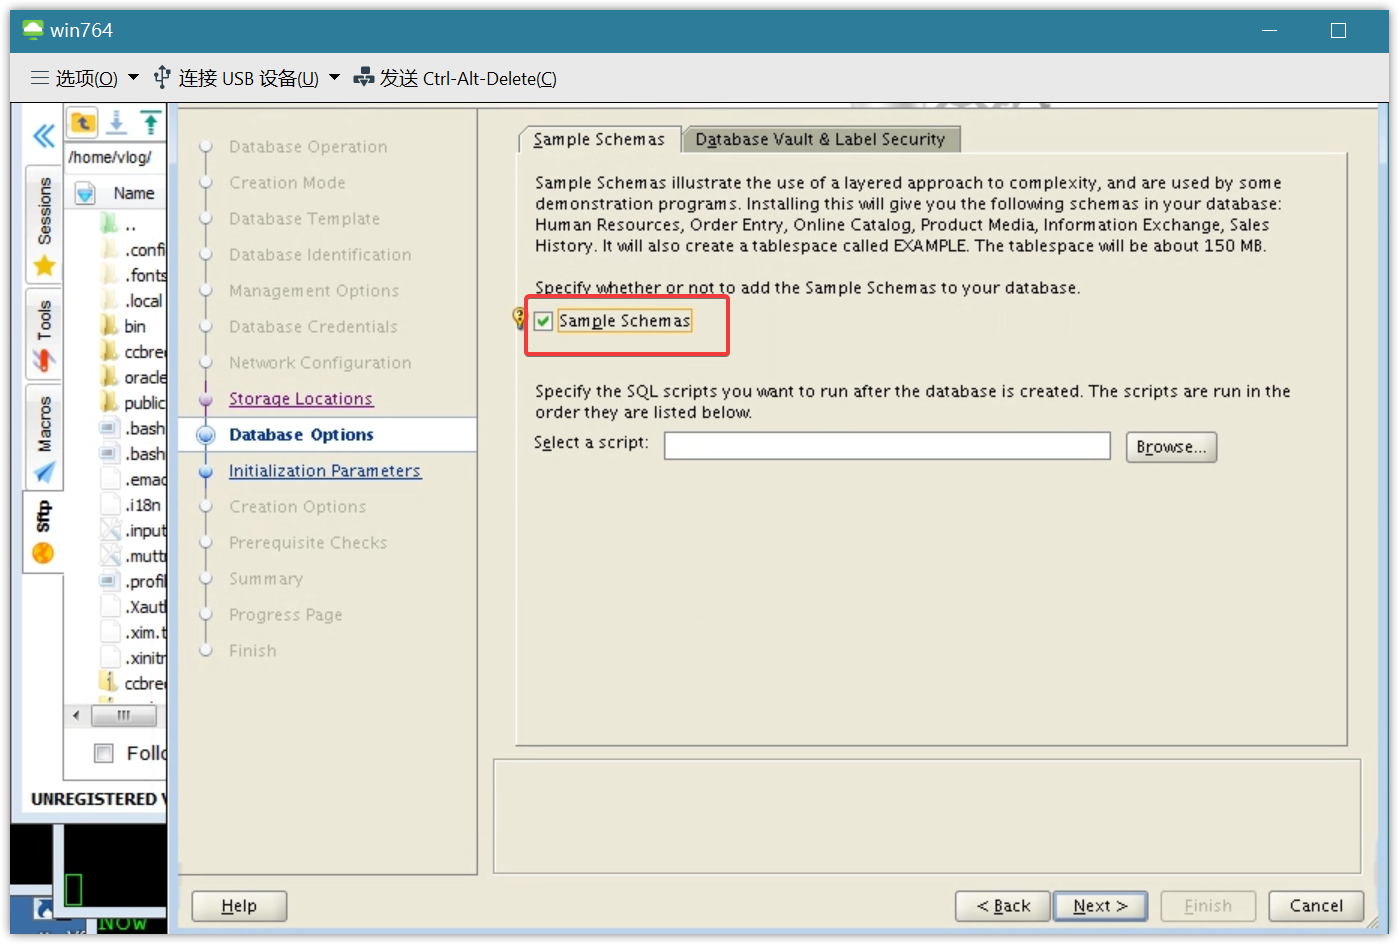 win764
选项(O)
连接 USB 设备(U)
发送 Ctrl-Alt-Delete(C)
/home/vlog/
Name
..
.confi
.fonts
.local
bin
ccbree
oracle
public
.bash
.bash
.emac
.i18n
.input
.muttr
.profil
.Xaut
.xim.t
.xinitr
ccbree
Sessions
Tools
Macros
Sftp
Follo
UNREGISTERED V
Now
Database Operation
Creation Mode
Database Template
Database Identification
Management Options
Database Credentials
Network Configuration
Storage Locations
Database Options
Initialization Parameters
Creation Options
Prerequisite Checks
Summary
Progress Page
Finish
Sample Schemas
Database Vault & Label Security
Sample Schemas illustrate the use of a layered approach to complexity, and are used by some
demonstration programs. Installing this will give you the following schemas in your database:
Human Resources, Order Entry, Online Catalog, Product Media, Information Exchange, Sales
History. It will also create a tablespace called EXAMPLE. The tablespace will be about 150 MB.
Specify whether or not to add the Sample Schemas to your database.
Sample Schemas
Specify the SQL scripts you want to run after the database is created. The scripts are run in the
order they are listed below.
Select a script:
Browse...
Help
< Back
Next >
Finish
Cancel